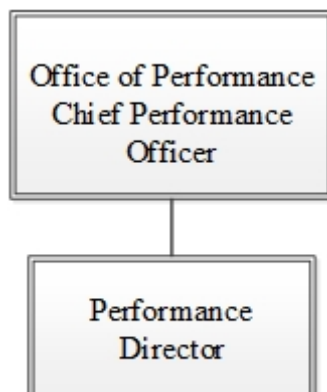 Office of Performance
Chief Performance
Officer
Performance
Director